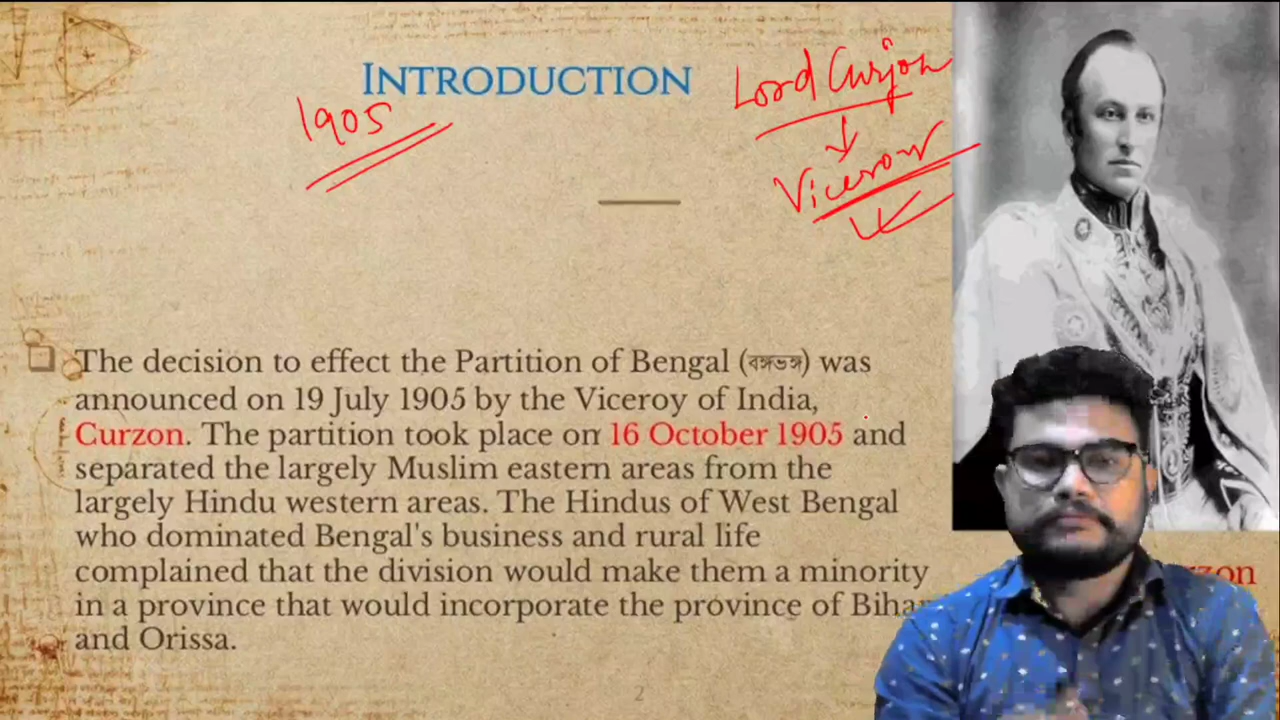 INTRODUCTION
1905
Lord Curjon
Viceroy
The decision to effect the Partition of Bengal (বঙ্গভঙ্গ) was
announced on 19 July 1905 by the Viceroy of India,
Curzon. The partition took place on 16 October 1905 and
separated the largely Muslim eastern areas from the
largely Hindu western areas. The Hindus of West Bengal
who dominated Bengal's business and rural life
complained that the division would make them a minority
in a province that would incorporate the province of Bihar
and Orissa.
2